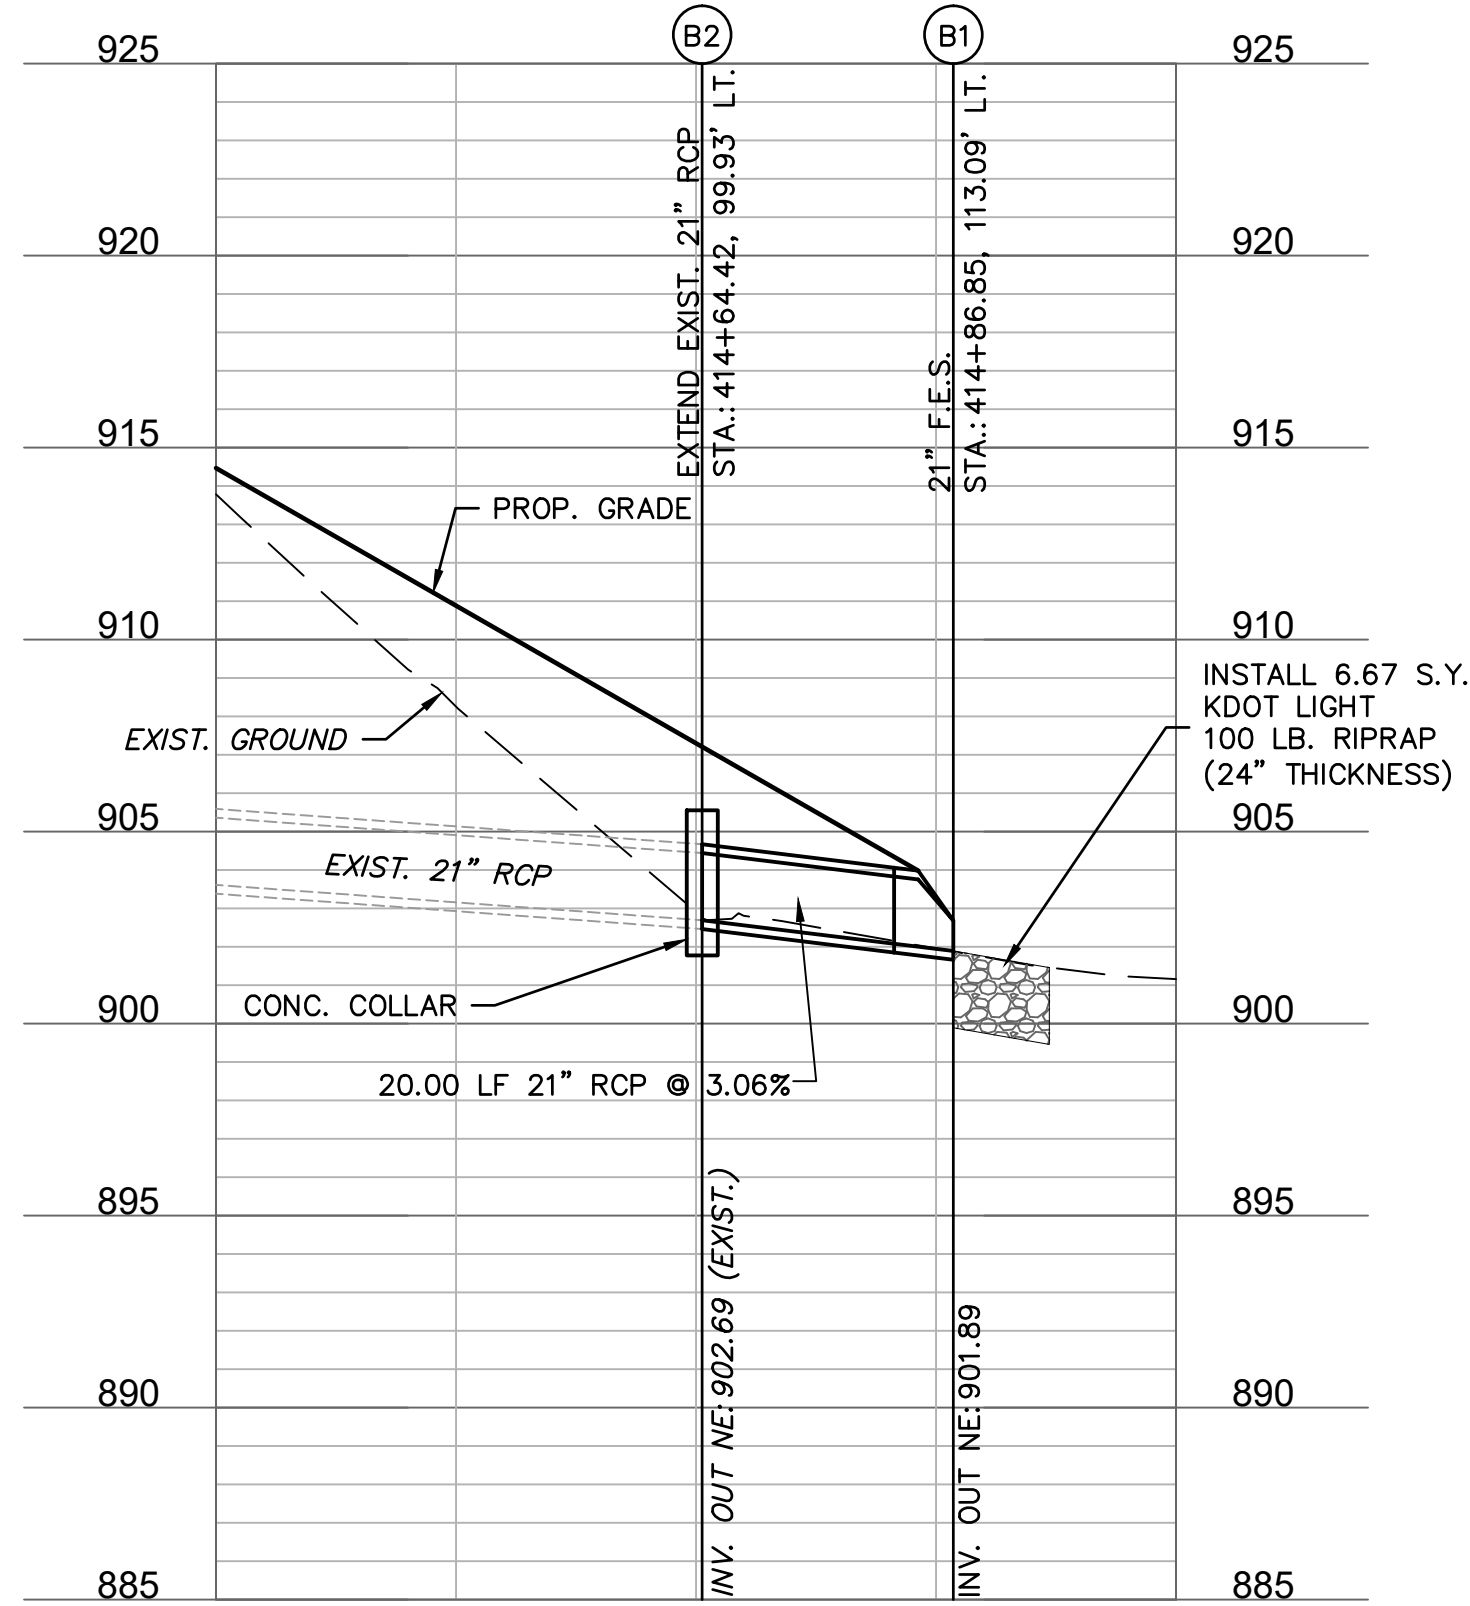 B2
B1
925
925
920
920
915
915
910
910
905
905
900
900
895
895
890
890
885
885
EXTEND EXIST. 21" RCP
STA.: 414+64.42, 99.93' LT.
21" F.E.S.
STA.: 414+86.85, 113.09' LT.
PROP. GRADE
EXIST. GROUND
INSTALL 6.67 S.Y.
KDOT LIGHT
100 LB. RIPRAP
(24" THICKNESS)
EXIST. 21" RCP
CONC. COLLAR
20.00 LF 21" RCP @ 3.06%
INV. OUT NE: 902.69 (EXIST.)
INV. OUT NE: 901.89